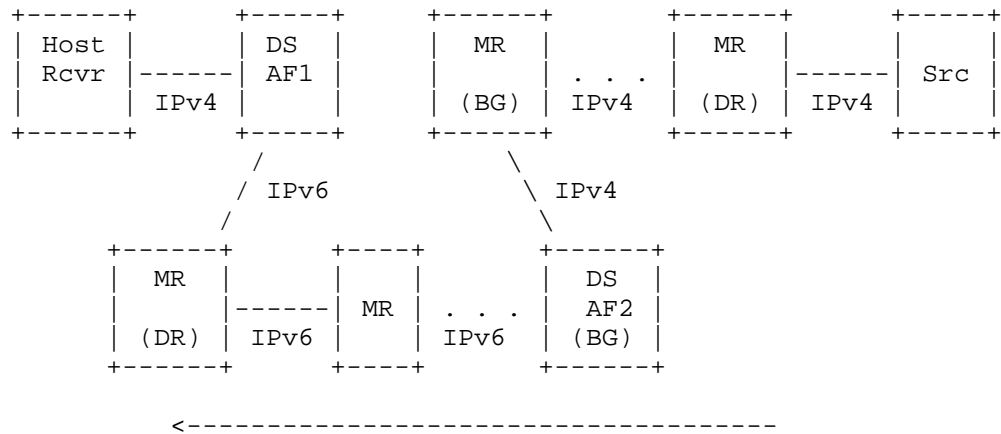 Host DS MR MR
Rcvr AF1 . . . Src
IPv4 (BG) IPv4 (DR) IPv4
IPv6 IPv4
MR DS
MR . . . AF2
(DR) IPv6 IPv6 (BG)